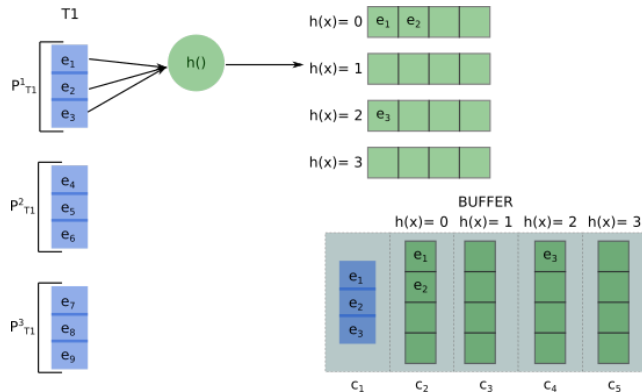 T1
P¹T1
e₁
e₂
e₃
h()
h(x)= 0
e₁ e₂
h(x)= 1
h(x)= 2
e₃
h(x)= 3
P²T1
e₄
e₅
e₆
P³T1
e₇
e₈
e₉
BUFFER
h(x)= 0 h(x)= 1 h(x)= 2 h(x)= 3
e₁
e₂
e₃
e₁
e₂
e₃
c₁ c₂ c₃ c₄ c₅